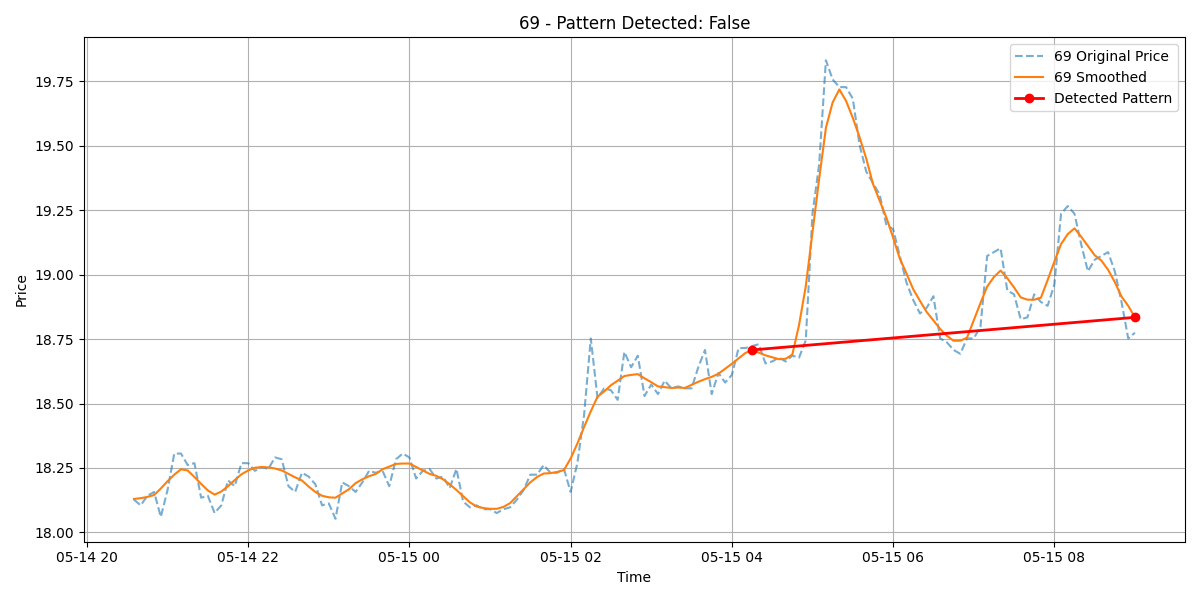 69 - Pattern Detected: False
69 Original Price
69 Smoothed
Detected Pattern
Price
19.75
19.50
19.25
19.00
18.75
18.50
18.25
18.00
05-14 20
05-14 22
05-15 00
05-15 02
05-15 04
05-15 06
05-15 08
Time